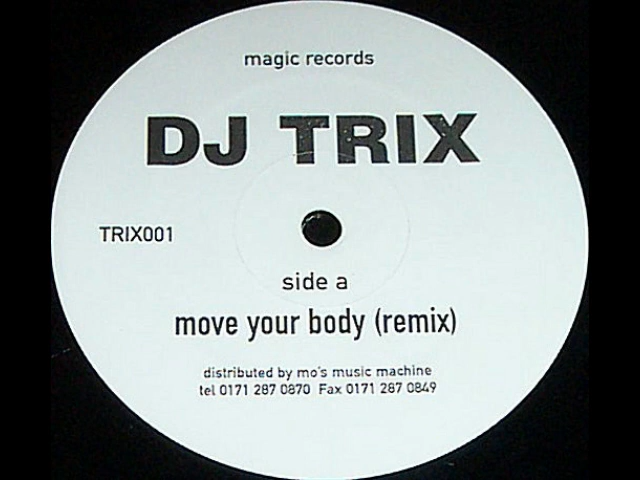 magic records
DJ TRIX
TRIX001
side a
move your body (remix)
distributed by mo's music machine
tel 0171 287 0870 Fax 0171 287 0849